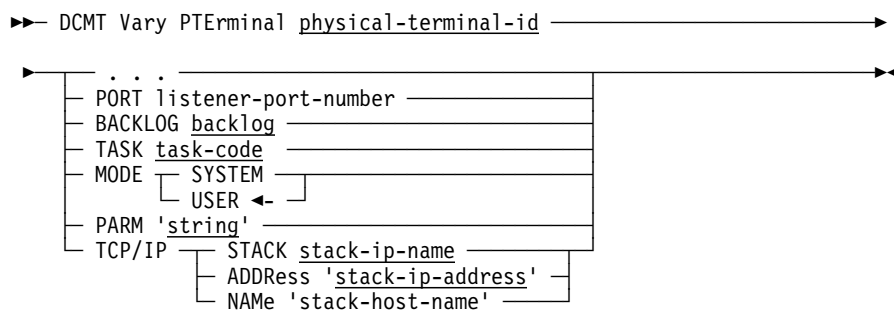 DCMT Vary PTErminal physical-terminal-id
. . .
PORT listener-port-number
BACKLOG backlog
TASK task-code
MODE SYSTEM
USER ◄-
PARM 'string'
TCP/IP STACK stack-ip-name
ADDRess 'stack-ip-address'
NAMe 'stack-host-name'